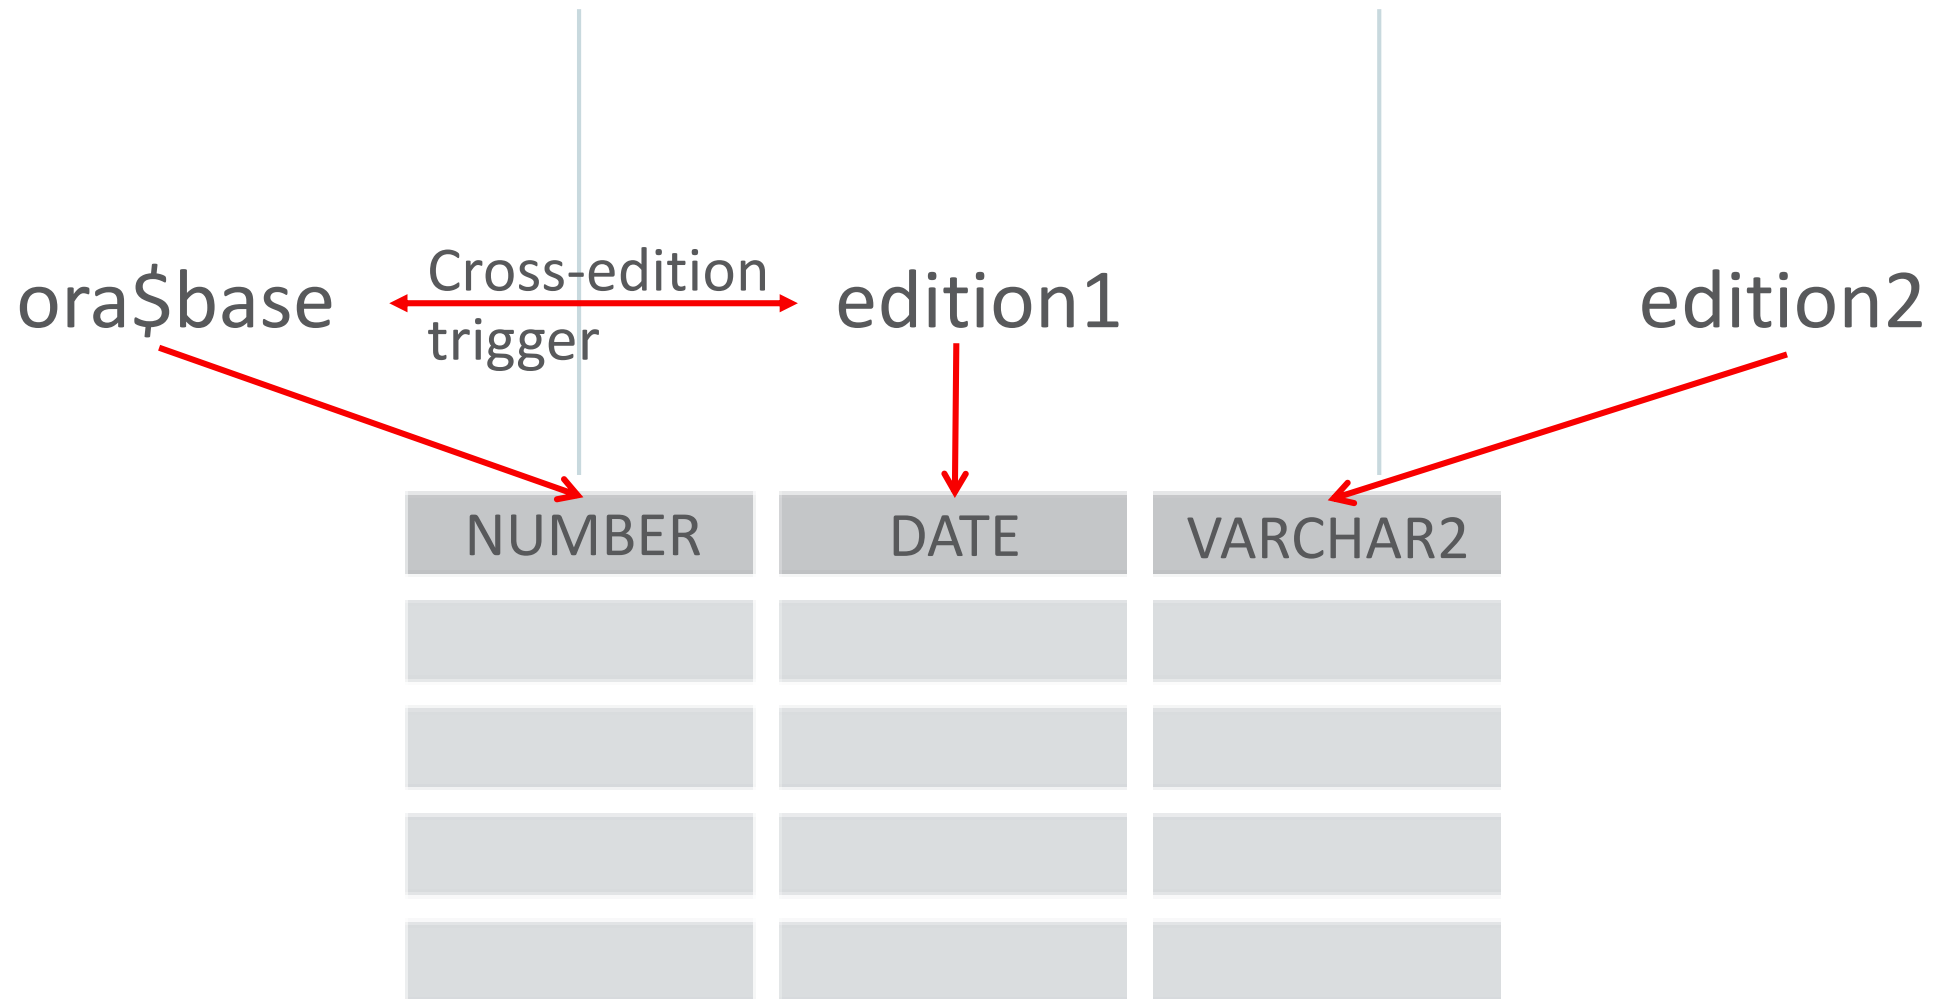 Cross-edition
ora$base
edition1
edition2
trigger
NUMBER
DATE
VARCHAR2